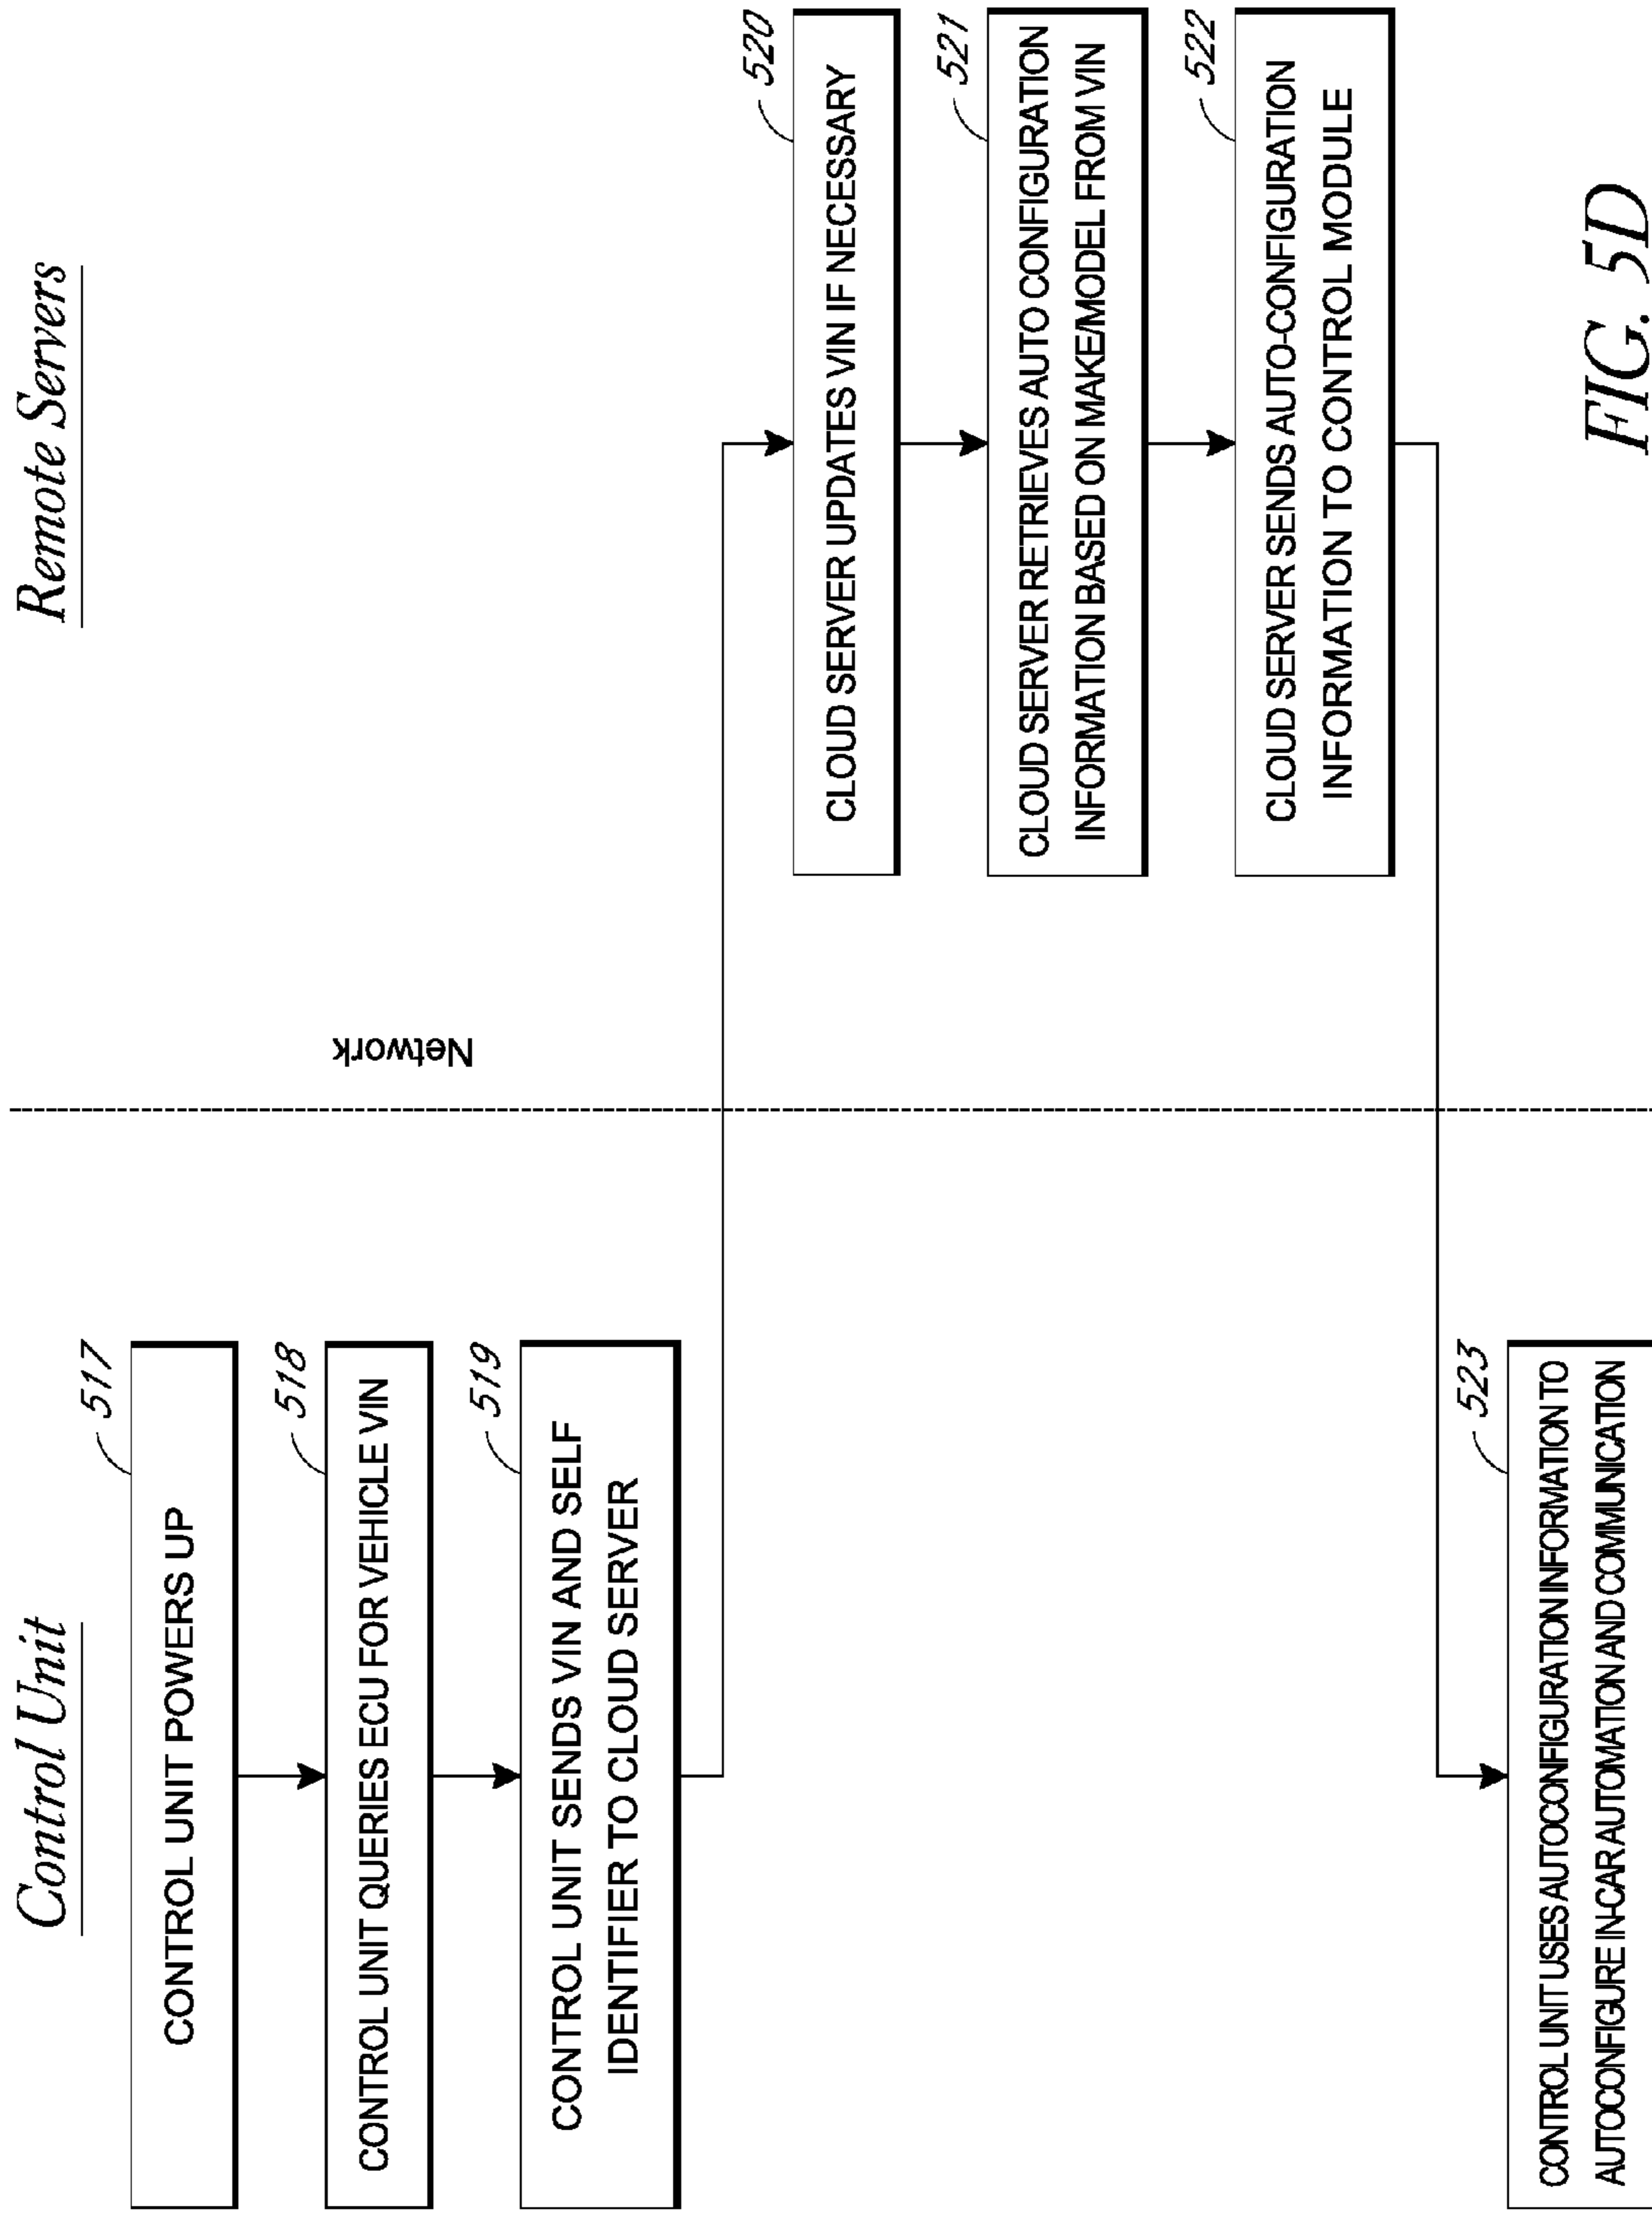 Control Unit
Remote Servers
Network
517
CONTROL UNIT POWERS UP
518
CONTROL UNIT QUERIES ECU FOR VEHICLE VIN
519
CONTROL UNIT SENDS VIN AND SELF
IDENTIFIER TO CLOUD SERVER
520
CLOUD SERVER UPDATES VIN IF NECESSARY
521
CLOUD SERVER RETRIEVES AUTO CONFIGURATION
INFORMATION BASED ON MAKE/MODEL FROM VIN
522
CLOUD SERVER SENDS AUTO-CONFIGURATION
INFORMATION TO CONTROL MODULE
523
CONTROL UNIT USES AUTOCONFIGURATION INFORMATION TO
AUTOCONFIGURE IN-CAR AUTOMATION AND COMMUNICATION
FIG. 5D